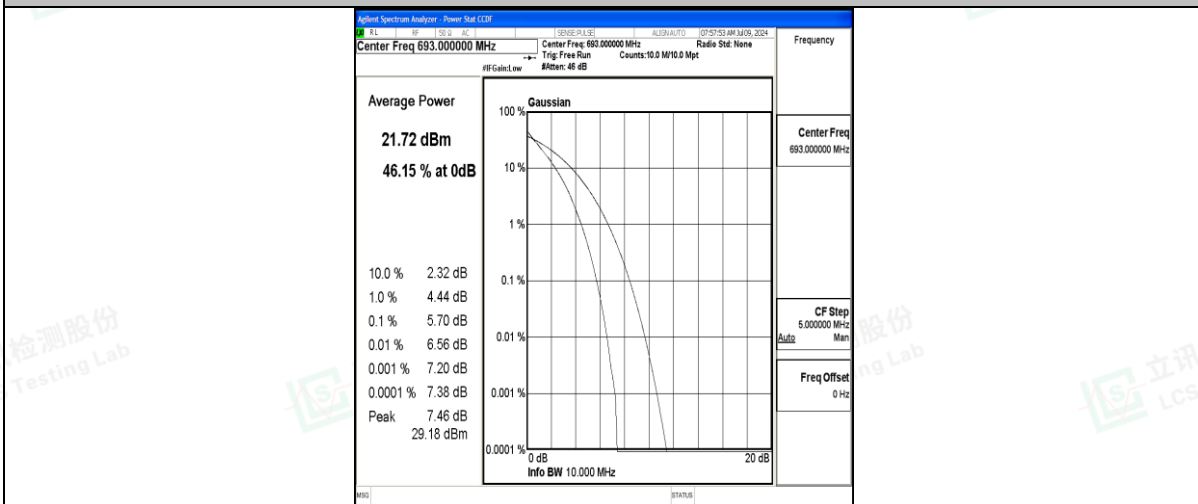 Agilent Spectrum Analyzer - Power Stat CCDF
RL RF 50 Ω AC SENSE:PULSE ALIGN AUTO 07:57:53 AM Jul 09, 2024
Center Freq 693.000000 MHz
Center Freq: 693.000000 MHz Radio Std: None
Trig: Free Run Counts:10.0 M/10.0 Mpt
#IFGain:Low #Atten: 46 dB
Frequency
Average Power
21.72 dBm
46.15 % at 0dB
10.0 % 2.32 dB
1.0 % 4.44 dB
0.1 % 5.70 dB
0.01 % 6.56 dB
0.001 % 7.20 dB
0.0001 % 7.38 dB
Peak 7.46 dB
29.18 dBm
Gaussian
100 %
10 %
1 %
0.1 %
0.01 %
0.001 %
0.0001 %
0 dB 20 dB
Info BW 10.000 MHz
Center Freq
693.000000 MHz
CF Step
5.000000 MHz
Auto Man
Freq Offset
0 Hz
MSG STATUS
检测股份
Testing Lab
股份
ng Lab
立讯
LCS